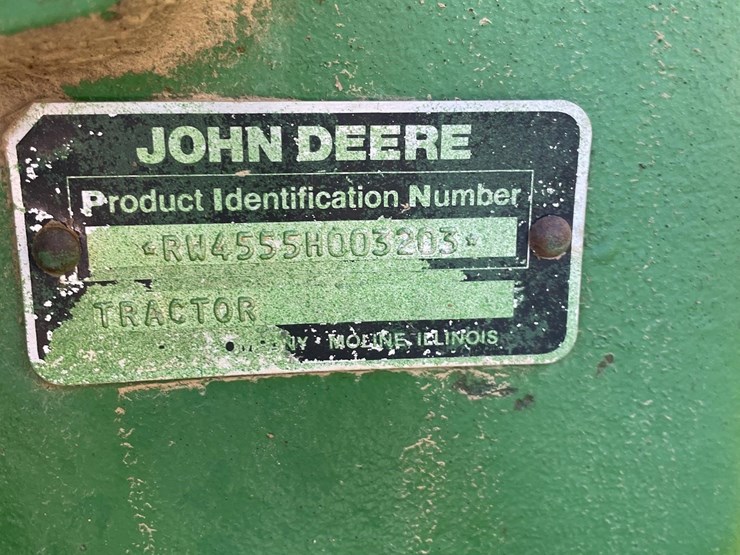 JOHN DEERE
Product Identification Number
*RW4555H003203*
TRACTOR
MOLINE, ILLINOIS